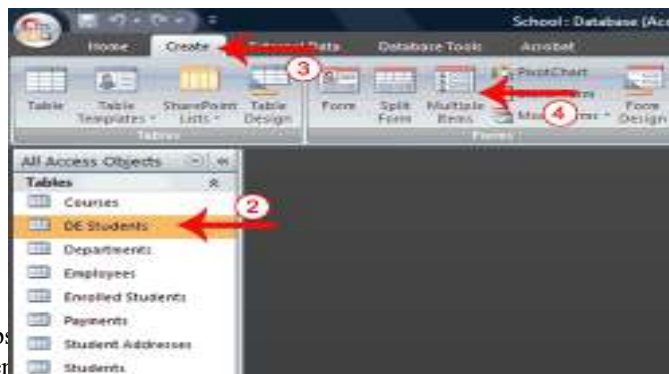 School : Database (Acc
Home Create External Data Database Tools Acrobat
3
PivotChart
Table Table Templates SharePoint Lists Table Design Form Split Form Multiple Items 4 Form Design
Tables Forms
All Access Objects
Tables
Courses
2
DE Students
Departments
Employees
Enrolled Students
Payments
Student Addresses
Students